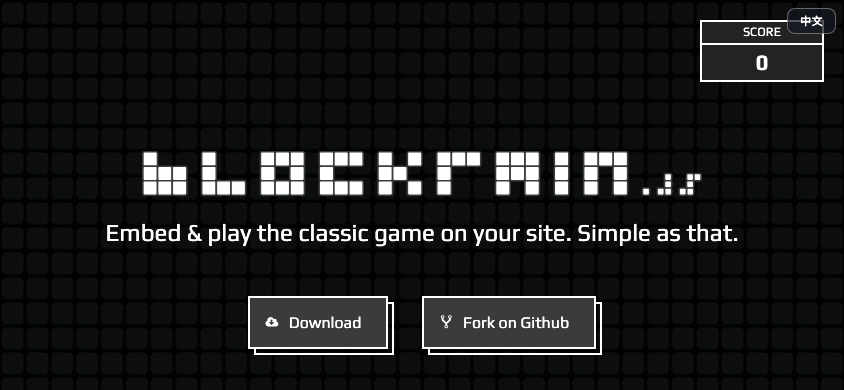 中文
SCORE
0
blockrain.js
Embed & play the classic game on your site. Simple as that.
Download
Fork on Github